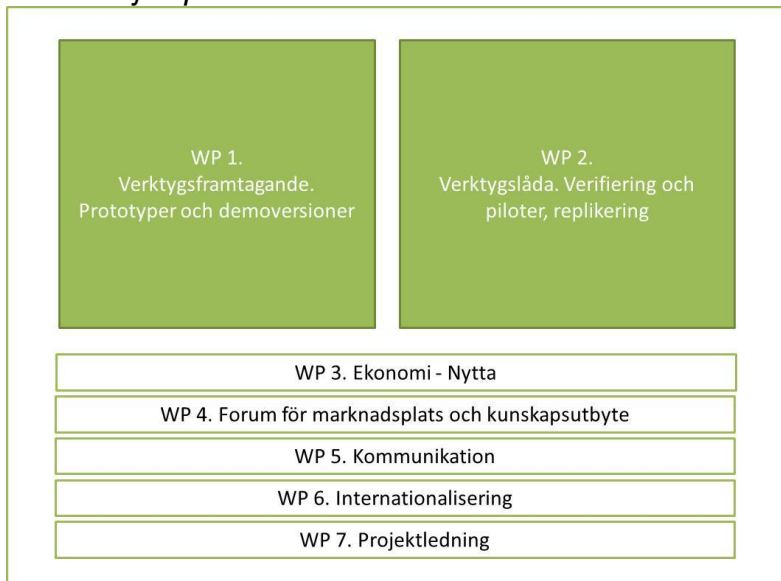 WP 1.
Verktygsframtagande.
Prototyper och demoversioner
WP 2.
Verktygslåda. Verifiering och
piloter, replikering
WP 3. Ekonomi - Nytta
WP 4. Forum för marknadsplats och kunskapsutbyte
WP 5. Kommunikation
WP 6. Internationalisering
WP 7. Projektledning